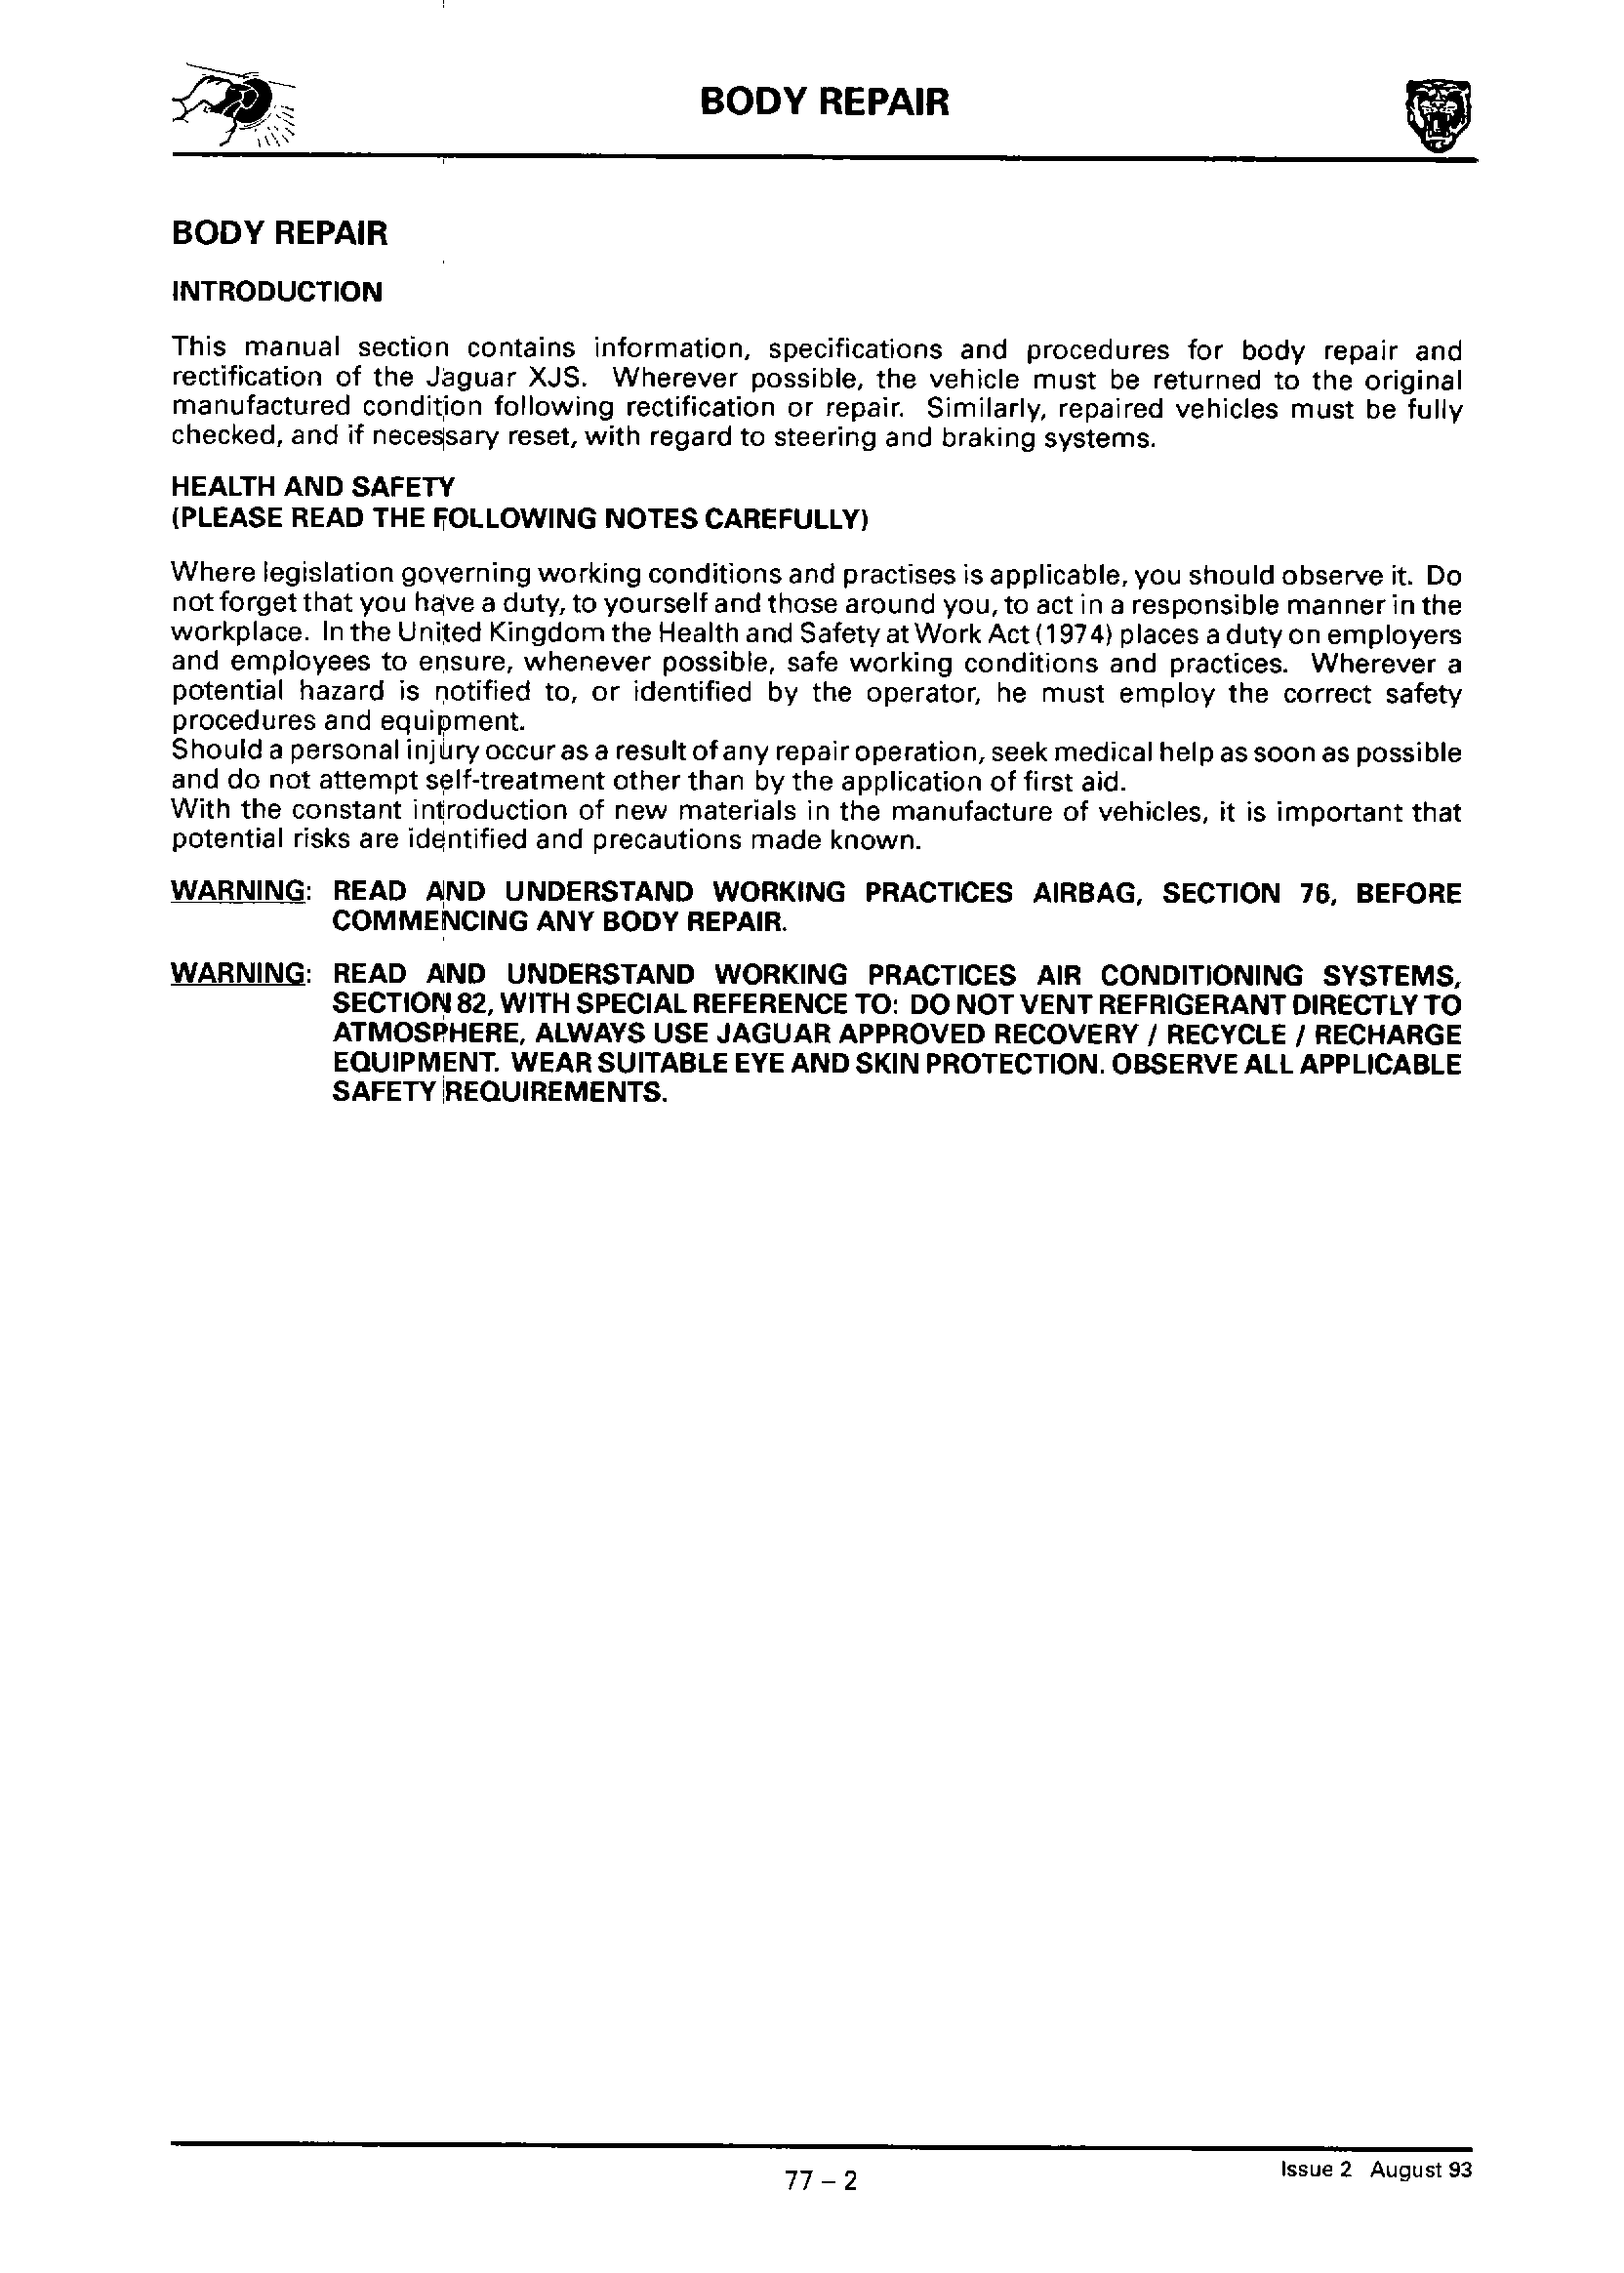 BODY REPAIR
BODY REPAIR
INTRODUCTION
This manual section contains information, specifications and procedures for body repair and
rectification of the Jaguar XJS. Wherever possible, the vehicle must be returned to the original
manufactured condition following rectification or repair. Similarly, repaired vehicles must be fully
checked, and if necessary reset, with regard to steering and braking systems.
HEALTH AND SAFETY
(PLEASE READ THE FOLLOWING NOTES CAREFULLY)
Where legislation governing working conditions and practises is applicable, you should observe it. Do
not forget that you have a duty, to yourself and those around you, to act in a responsible manner in the
workplace. In the United Kingdom the Health and Safety at Work Act (1974) places a duty on employers
and employees to ensure, whenever possible, safe working conditions and practices. Wherever a
potential hazard is notified to, or identified by the operator, he must employ the correct safety
procedures and equipment.
Should a personal injury occur as a result of any repair operation, seek medical help as soon as possible
and do not attempt self-treatment other than by the application of first aid.
With the constant introduction of new materials in the manufacture of vehicles, it is important that
potential risks are identified and precautions made known.
WARNING: READ AND UNDERSTAND WORKING PRACTICES AIRBAG, SECTION 76, BEFORE
COMMENCING ANY BODY REPAIR.
WARNING: READ AND UNDERSTAND WORKING PRACTICES AIR CONDITIONING SYSTEMS,
SECTION 82, WITH SPECIAL REFERENCE TO: DO NOT VENT REFRIGERANT DIRECTLY TO
ATMOSPHERE, ALWAYS USE JAGUAR APPROVED RECOVERY / RECYCLE / RECHARGE
EQUIPMENT. WEAR SUITABLE EYE AND SKIN PROTECTION. OBSERVE ALL APPLICABLE
SAFETY REQUIREMENTS.
77 – 2
Issue 2 August 93